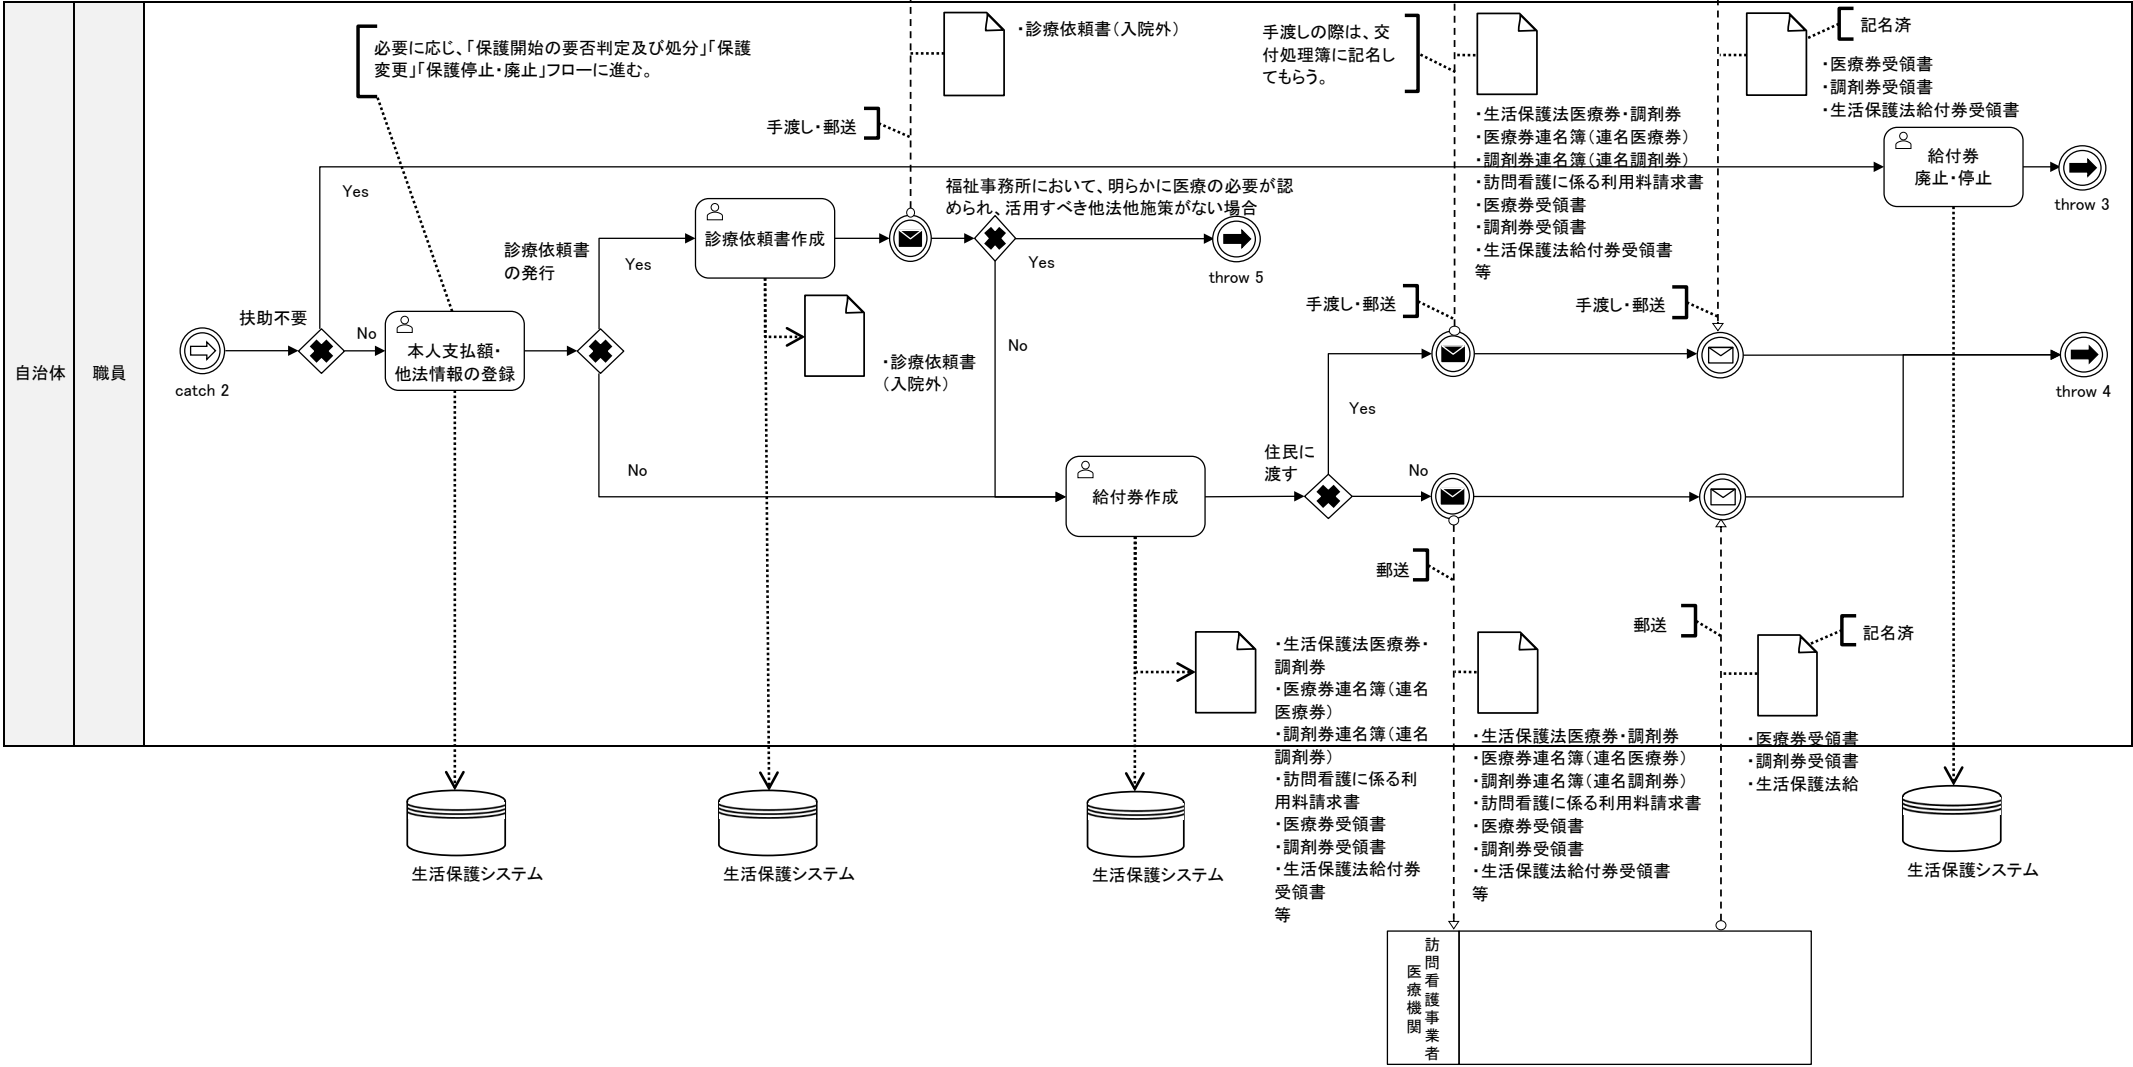 自治体
職員
必要に応じ、「保護開始の要否判定及び処分」「保護
変更」「保護停止・廃止」フローに進む。
・診療依頼書(入院外)
手渡し・郵送
手渡しの際は、交
付処理簿に記名し
てもらう。
・生活保護法医療券・調剤券
・医療券連名簿(連名医療券)
・調剤券連名簿(連名調剤券)
・訪問看護に係る利用料請求書
・医療券受領書
・調剤券受領書
・生活保護法給付券受領書
等
記名済
・医療券受領書
・調剤券受領書
・生活保護法給付券受領書
給付券
廃止・停止
throw 3
Yes
福祉事務所において、明らかに医療の必要が認
められ、活用すべき他法他施策がない場合
診療依頼書
の発行
Yes
診療依頼書作成
Yes
throw 5
手渡し・郵送
手渡し・郵送
扶助不要
No
catch 2
本人支払額・
他法情報の登録
・診療依頼書
(入院外)
No
throw 4
Yes
No
給付券作成
住民に
渡す
No
郵送
郵送
記名済
・生活保護法医療券・
調剤券
・医療券連名簿(連名
医療券)
・調剤券連名簿(連名
調剤券)
・訪問看護に係る利
用料請求書
・医療券受領書
・調剤券受領書
・生活保護法給付券
受領書
等
・生活保護法医療券・調剤券
・医療券連名簿(連名医療券)
・調剤券連名簿(連名調剤券)
・訪問看護に係る利用料請求書
・医療券受領書
・調剤券受領書
・生活保護法給付券受領書
等
・医療券受領書
・調剤券受領書
・生活保護法給
生活保護システム
生活保護システム
生活保護システム
生活保護システム
訪問看護事業者
医療機関